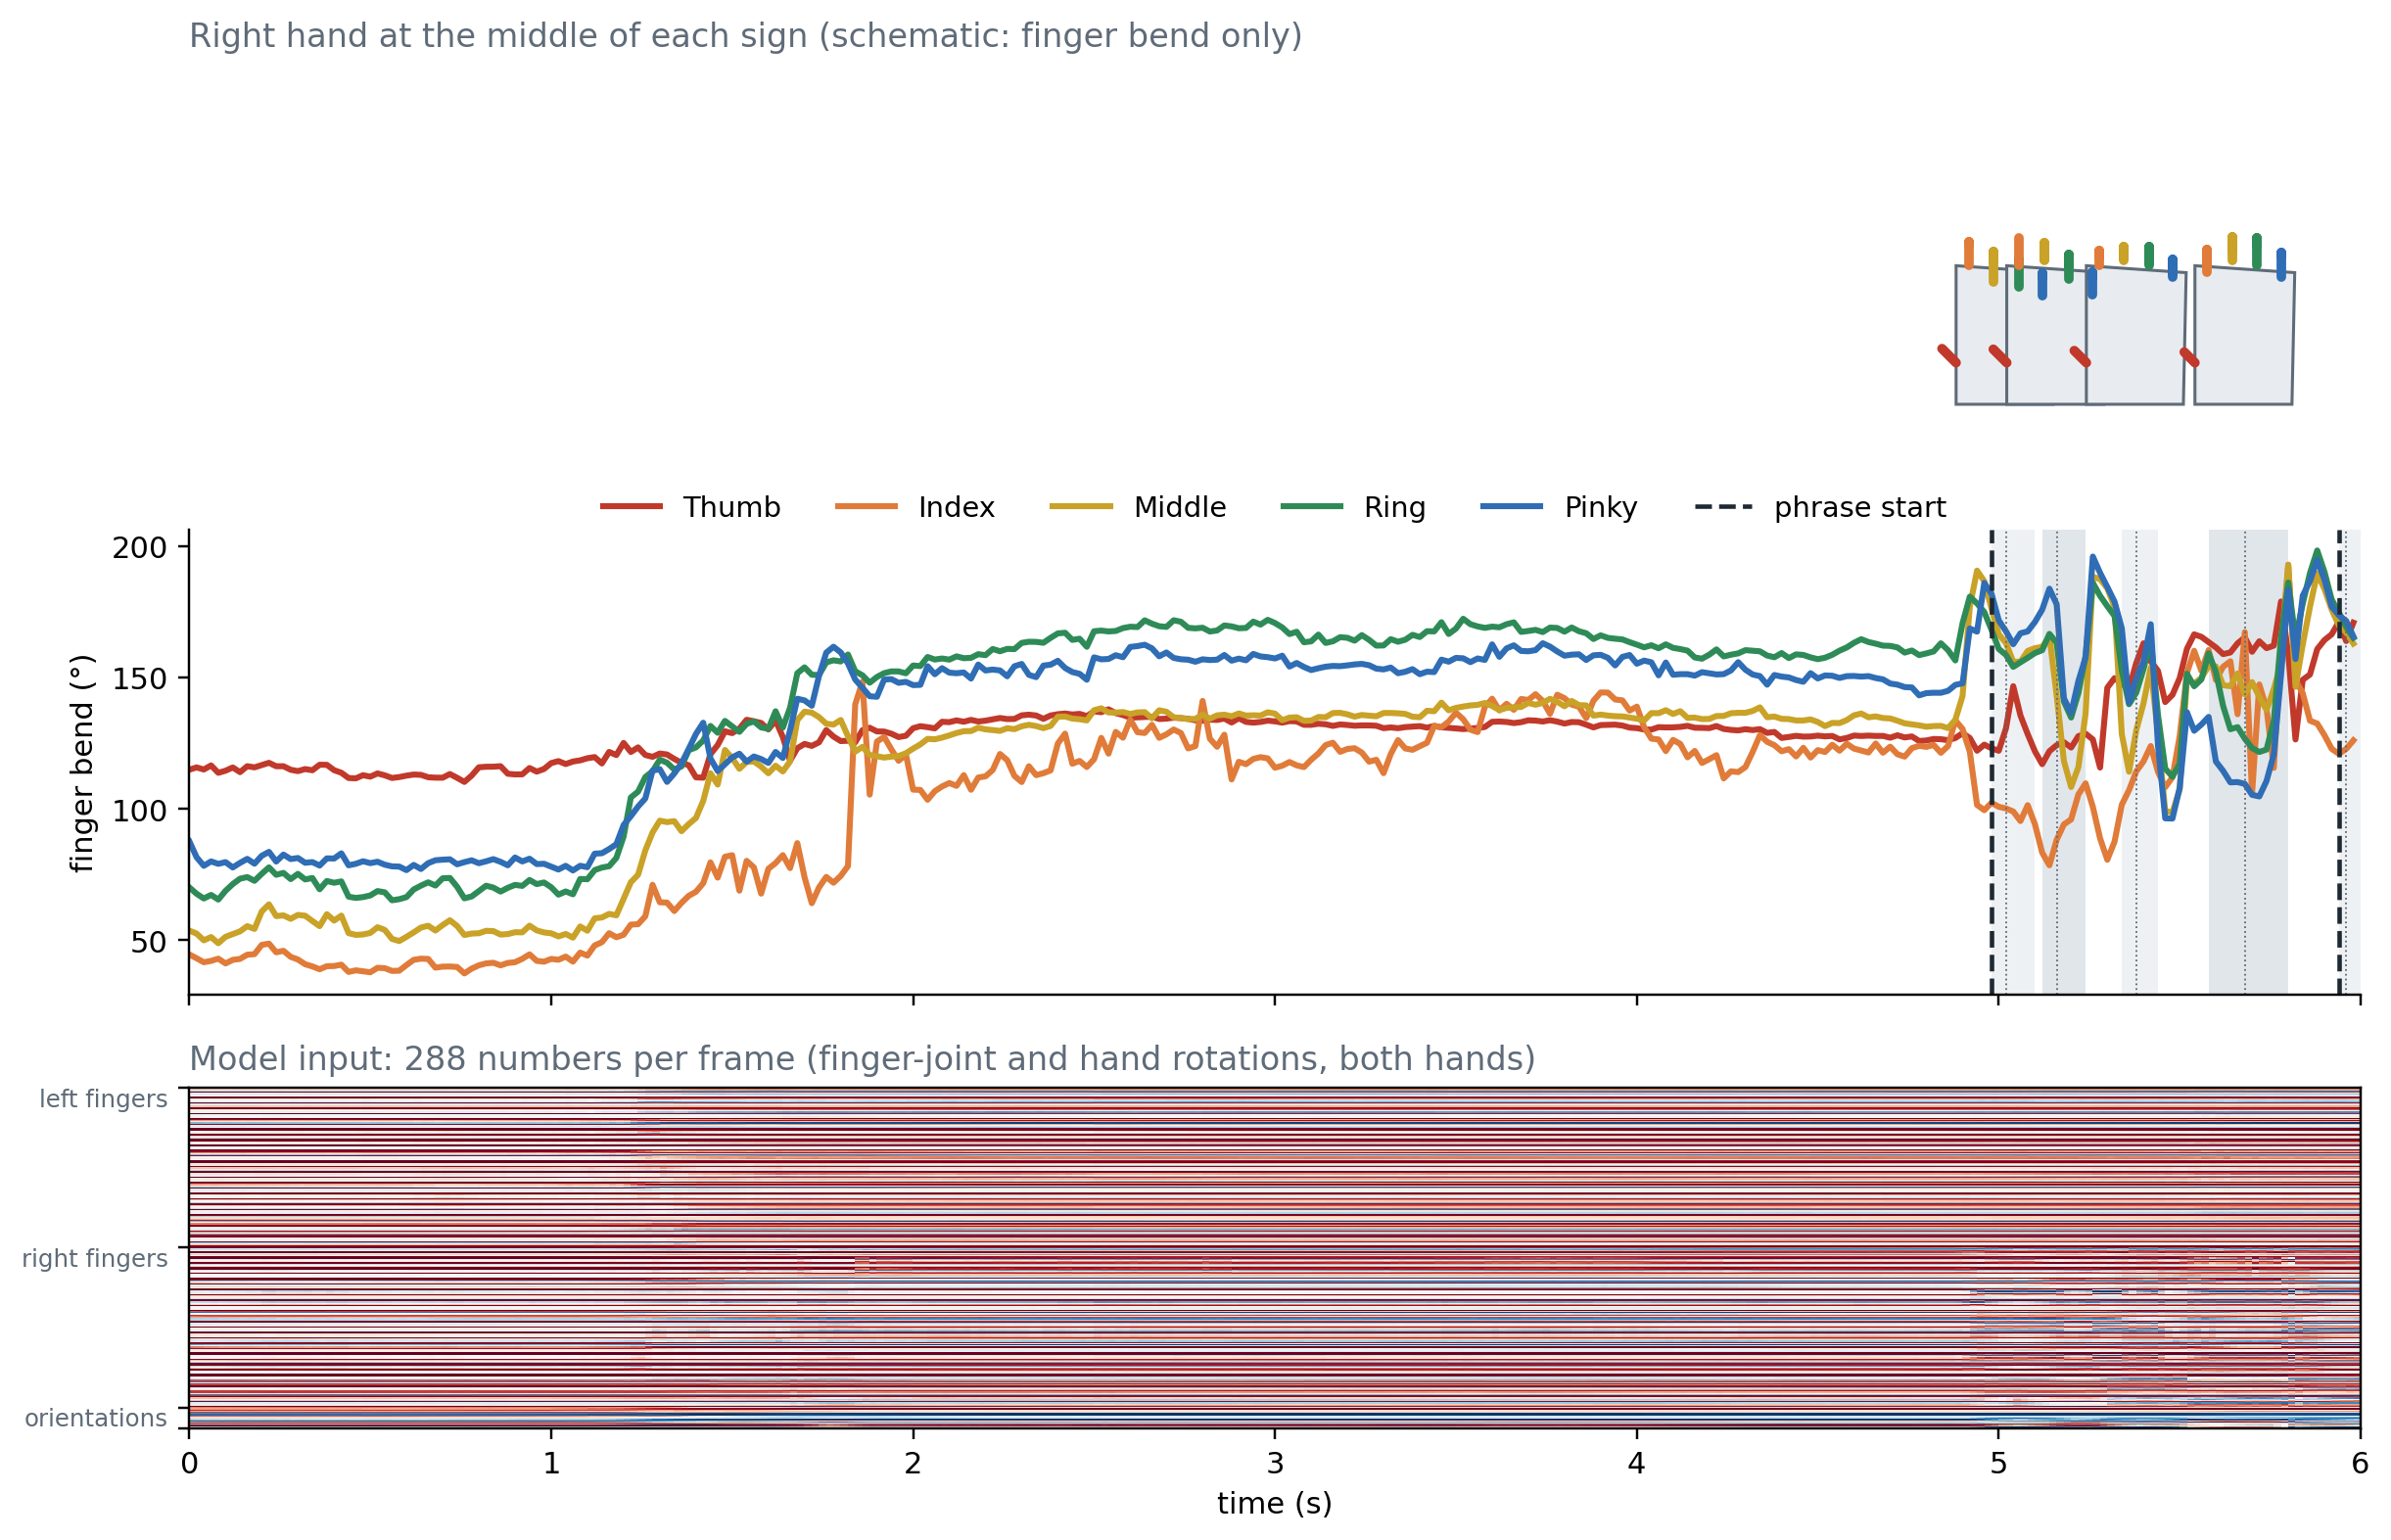 Right hand at the middle of each sign (schematic: finger bend only)
Thumb Index Middle Ring Pinky phrase start
finger bend (°)
200
150
100
50
Model input: 288 numbers per frame (finger-joint and hand rotations, both hands)
left fingers
right fingers
orientations
0 1 2 3 4 5 6
time (s)